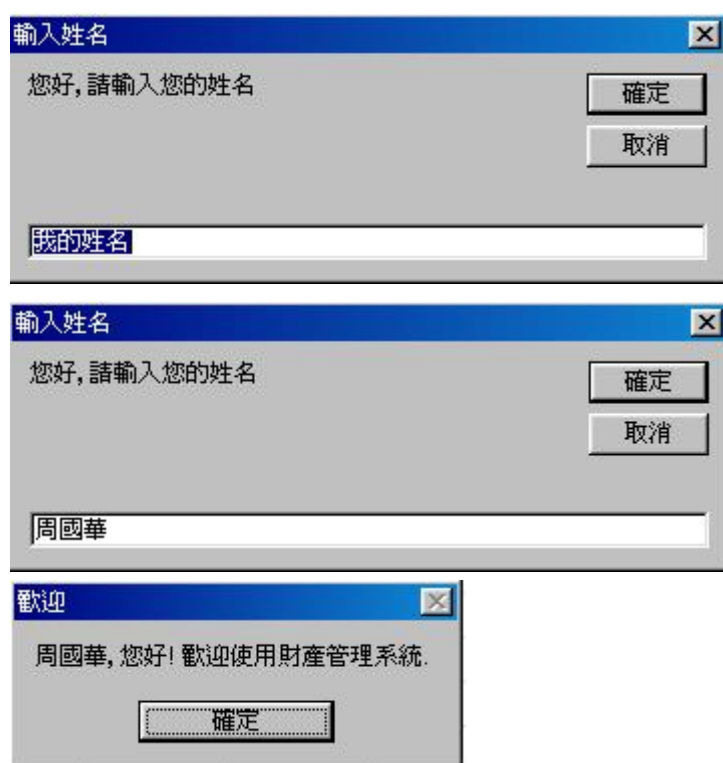 輸入姓名
您好,請輸入您的姓名
確定
取消
我的姓名
輸入姓名
您好,請輸入您的姓名
確定
取消
周國華
歡迎
周國華,您好!歡迎使用財產管理系統.
確定